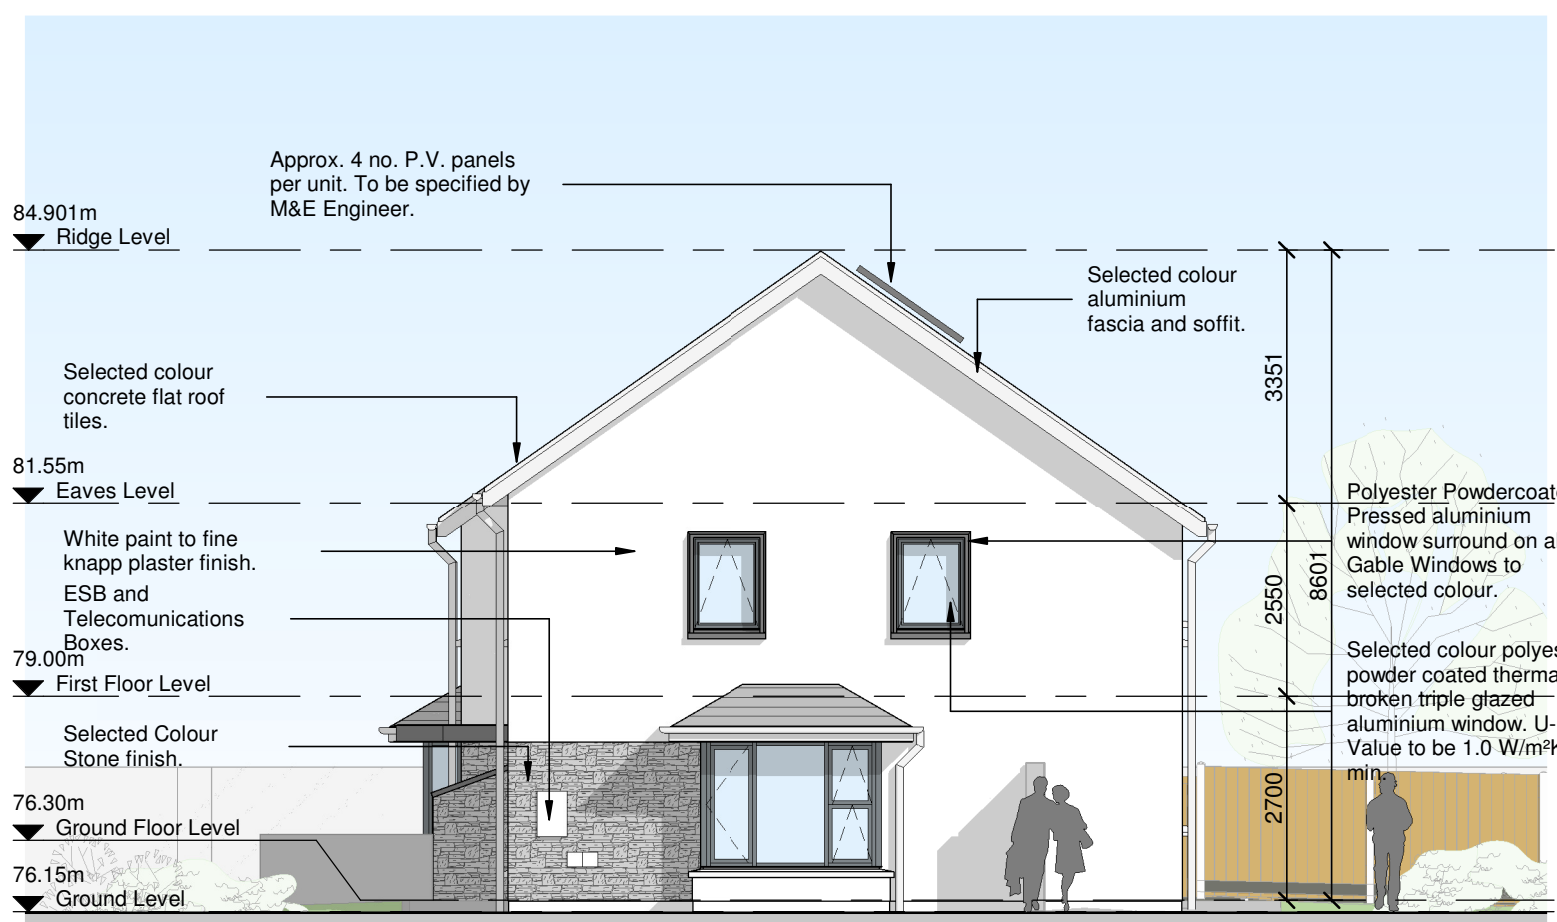 Approx. 4 no. P.V. panels
per unit. To be specified by
M&E Engineer.
84.901m
Ridge Level
Selected colour
aluminium
fascia and soffit.
3351
Selected colour
concrete flat roof
tiles.
81.55m
Eaves Level
White paint to fine
knapp plaster finish.
ESB and
Telecomunications
Boxes.
2550
8601
Polyester Powdercoate
Pressed aluminium
window surround on al
Gable Windows to
selected colour.
79.00m
First Floor Level
Selected colour polyes
powder coated therma
broken triple glazed
aluminium window. U-
Value to be 1.0 W/m²K
min.
Selected Colour
Stone finish.
2700
76.30m
Ground Floor Level
76.15m
Ground Level